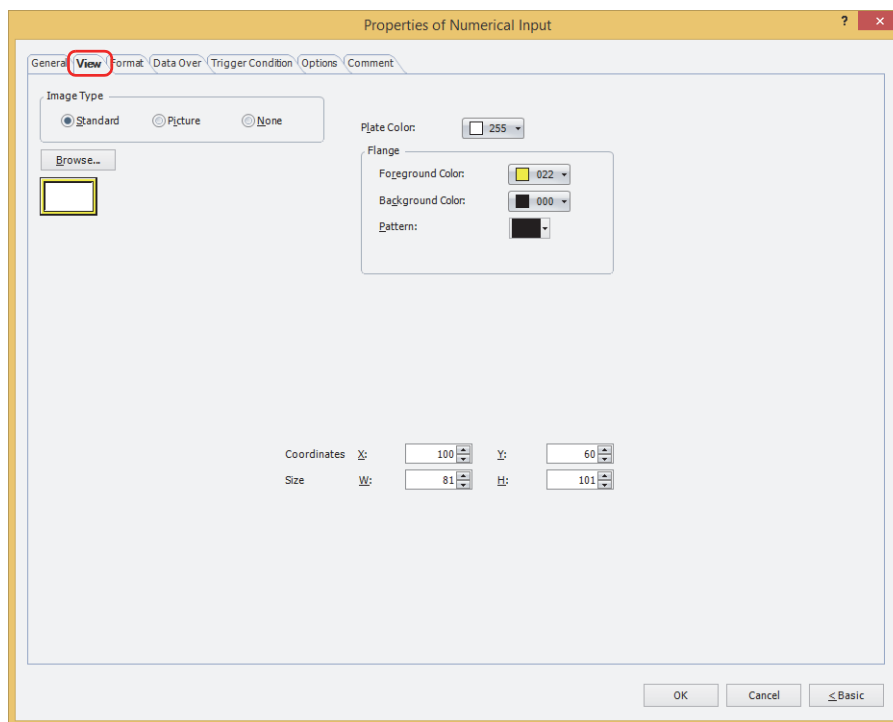 Properties of Numerical Input ? ×
General View Format Data Over Trigger Condition Options Comment
Image Type
Standard Picture None
Plate Color: 255
Browse...
Flange
Foreground Color: 022
Background Color: 000
Pattern:
Coordinates X: 100 Y: 60
Size W: 81 H: 101
OK Cancel < Basic